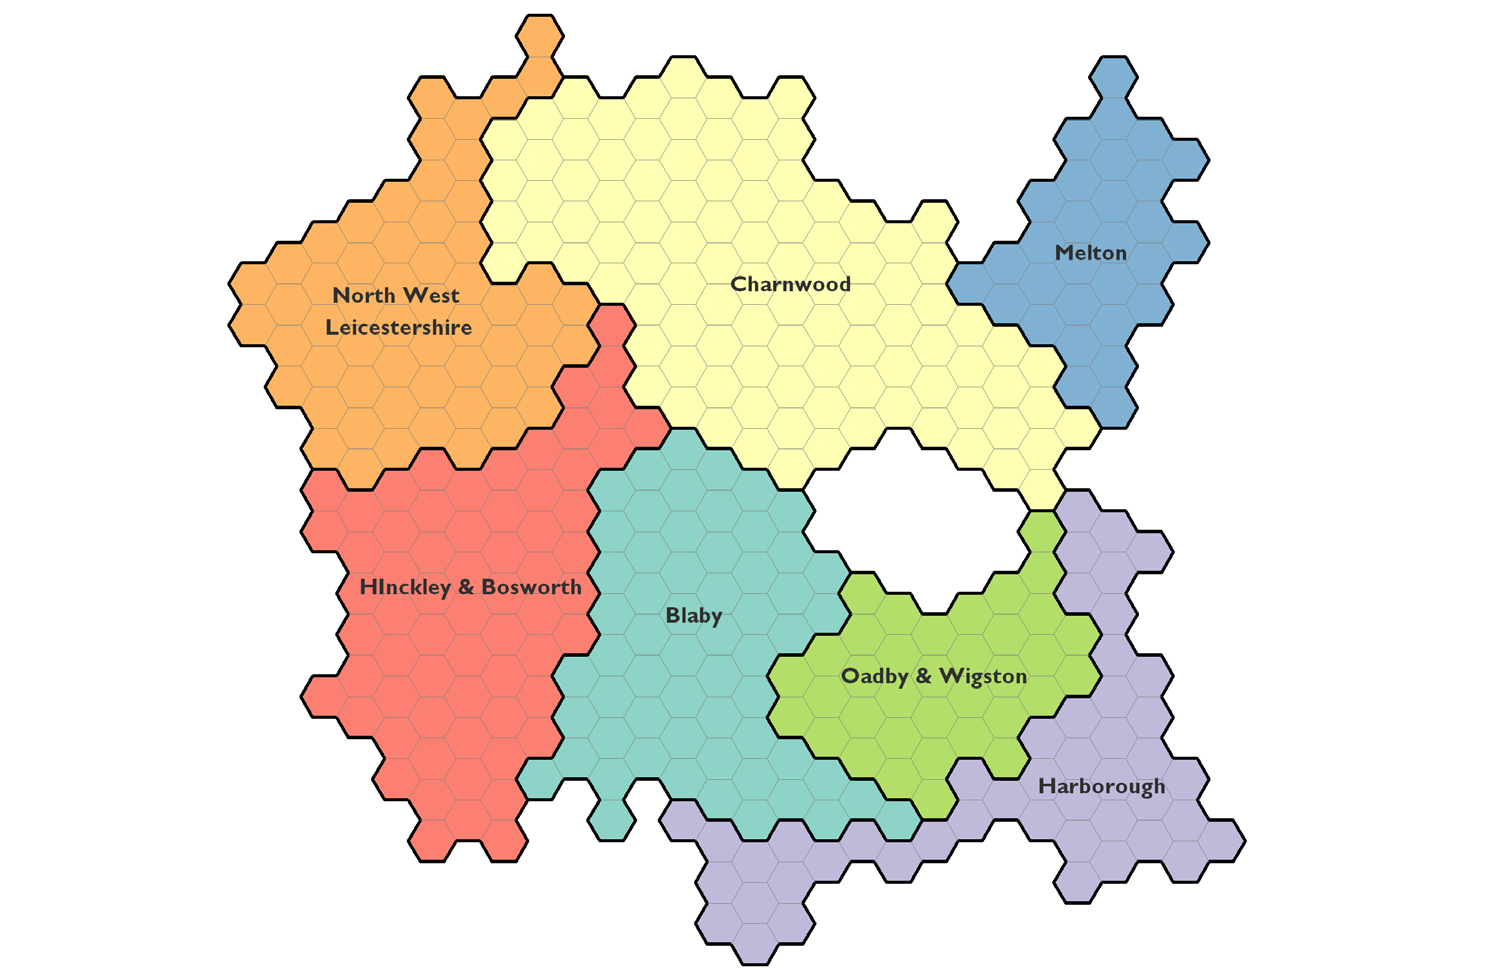 Melton
Charnwood
North West
Leicestershire
HInckley & Bosworth
Blaby
Oadby & Wigston
Harborough